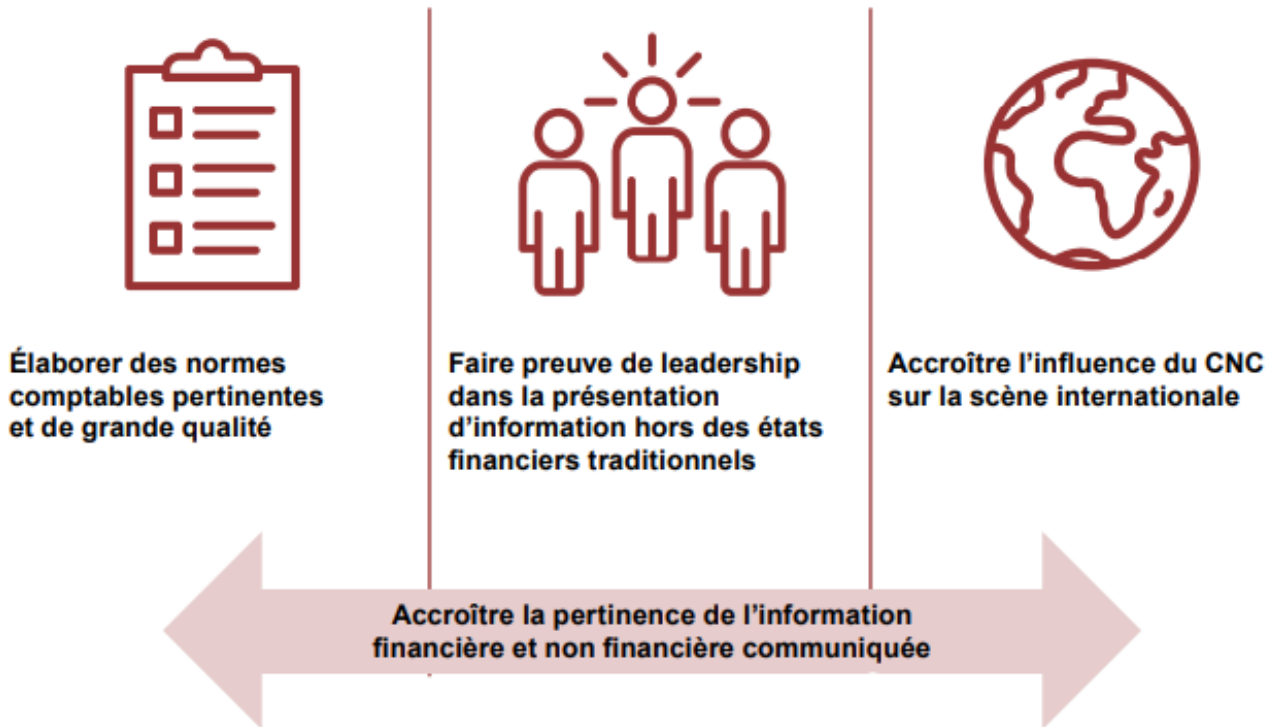 Élaborer des normes
comptables pertinentes
et de grande qualité
Faire preuve de leadership
dans la présentation
d’information hors des états
financiers traditionnels
Accroître l’influence du CNC
sur la scène internationale
Accroître la pertinence de l’information
financière et non financière communiquée